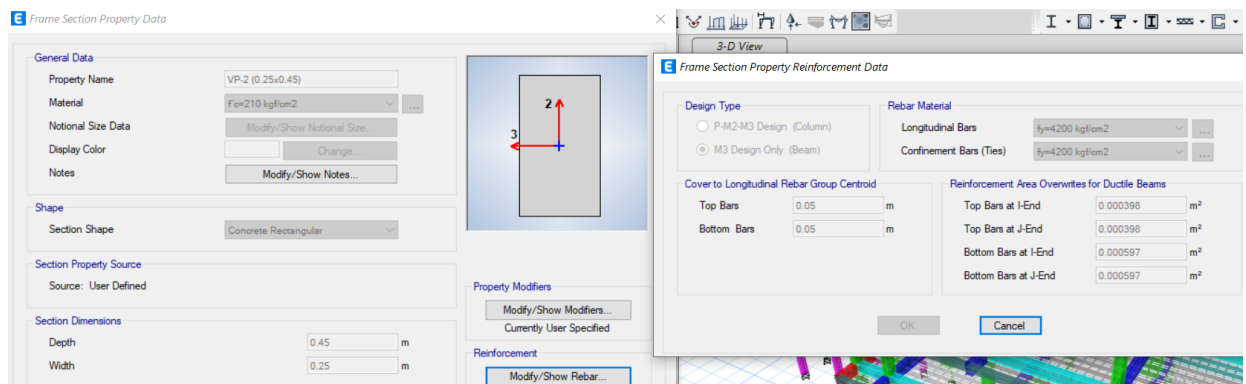 E Frame Section Property Data
General Data
Property Name VP-2 (0.25x0.45)
Material f'c=210 kgf/cm2 ...
Notional Size Data Modify/Show Notional Size...
Display Color Change...
Notes Modify/Show Notes...
Shape
Section Shape Concrete Rectangular
Section Property Source
Source: User Defined
Section Dimensions
Depth 0.45 m
Width 0.25 m
2
3
Property Modifiers
Modify/Show Modifiers...
Currently User Specified
Reinforcement
Modify/Show Rebar...
3-D View
E Frame Section Property Reinforcement Data
Design Type
P-M2-M3 Design (Column)
M3 Design Only (Beam)
Rebar Material
Longitudinal Bars fy=4200 kgf/cm2 ...
Confinement Bars (Ties) fy=4200 kgf/cm2 ...
Cover to Longitudinal Rebar Group Centroid
Top Bars 0.05 m
Bottom Bars 0.05 m
Reinforcement Area Overwrites for Ductile Beams
Top Bars at I-End 0.000398 m²
Top Bars at J-End 0.000398 m²
Bottom Bars at I-End 0.000597 m²
Bottom Bars at J-End 0.000597 m²
OK Cancel